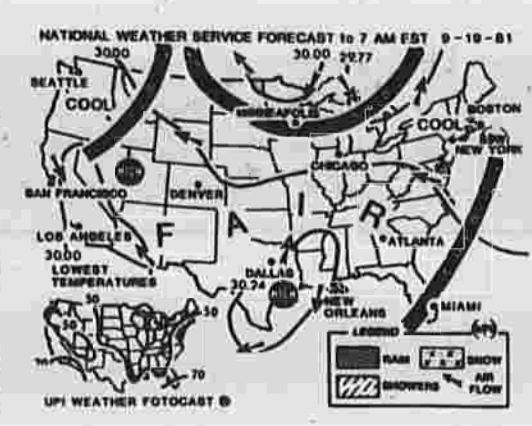 NATIONAL WEATHER SERVICE FORECAST to 7 AM EST 9-19-81
30.00
30.00 29.77
SEATTLE
COOL
MINNEAPOLIS
BOSTON
COOL
NEW YORK
CHICAGO
SAN FRANCISCO
DENVER
FAIR
LOS ANGELES
ATLANTA
30.00
LOWEST
TEMPERATURES
DALLAS
30.24
NEW
ORLEANS
MIAMI
50
50
50
70
LEGEND
RAIN
SNOW
SHOWERS
AIR
FLOW
UPI WEATHER FOTOCAST